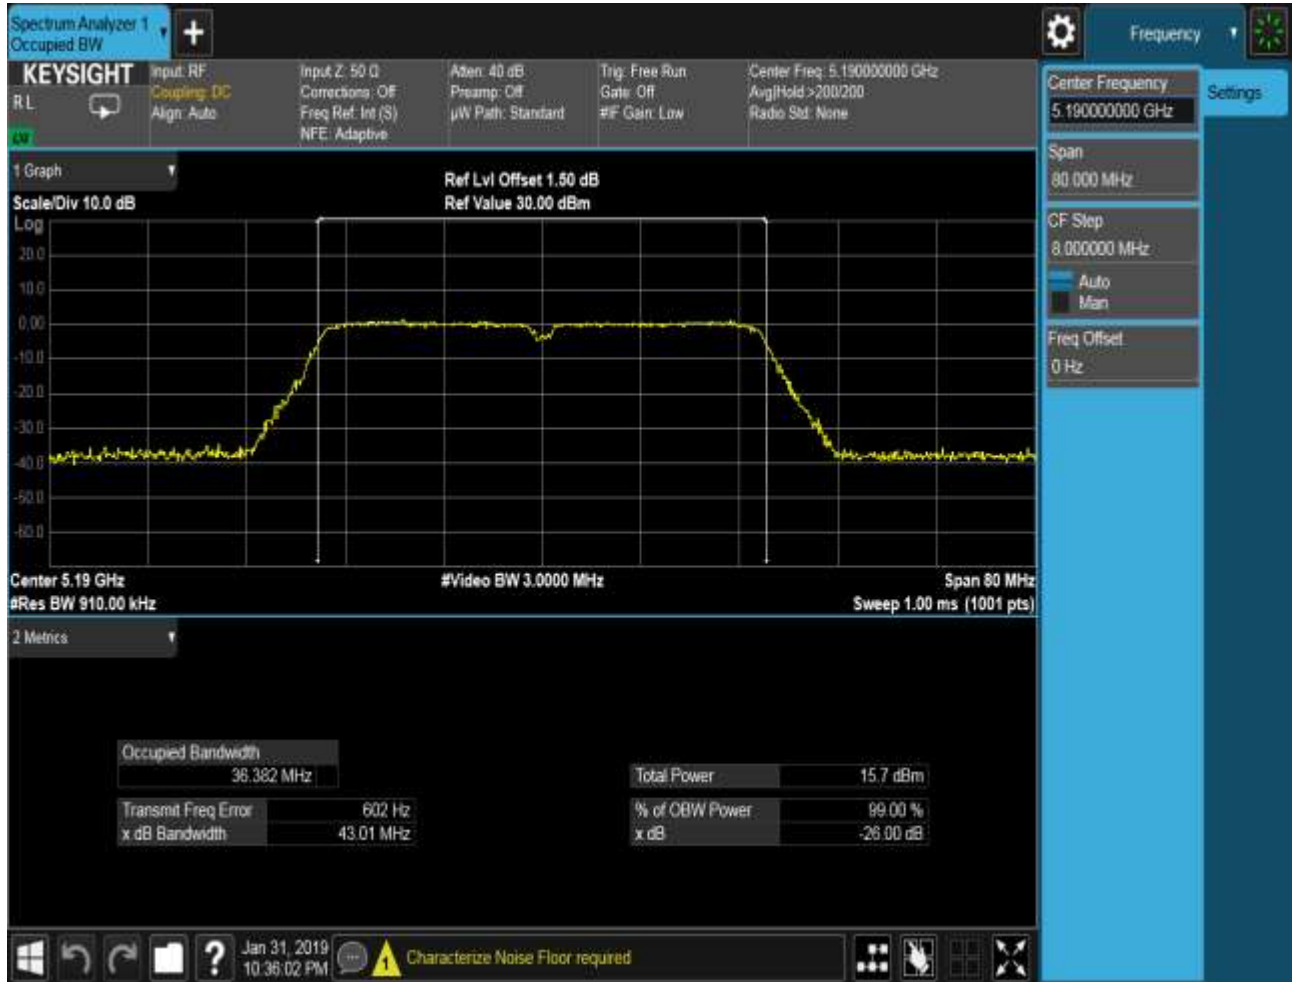 Spectrum Analyzer 1
Occupied BW
+
Frequency
KEYSIGHT
R L
Input: RF
Coupling: DC
Align: Auto
Input Z: 50 Ω
Corrections: Off
Freq Ref: Int (S)
NFE: Adaptive
Atten: 40 dB
Preamp: Off
µW Path: Standard
Trig: Free Run
Gate: Off
#IF Gain: Low
Center Freq: 5.190000000 GHz
Avg|Hold:>200/200
Radio Std: None
Center Frequency
5.190000000 GHz
Settings
Span
80.000 MHz
CF Step
8.000000 MHz
Auto
Man
Freq Offset
0 Hz
1 Graph
Scale/Div 10.0 dB
Ref Lvl Offset 1.50 dB
Ref Value 30.00 dBm
Log
20.0
10.0
0.00
-10.0
-20.0
-30.0
-40.0
-50.0
-60.0
Center 5.19 GHz
#Video BW 3.0000 MHz
Span 80 MHz
#Res BW 910.00 kHz
Sweep 1.00 ms (1001 pts)
2 Metrics
Occupied Bandwidth
36.382 MHz
Total Power 15.7 dBm
Transmit Freq Error 602 Hz
% of OBW Power 99.00 %
x dB Bandwidth 43.01 MHz
x dB -26.00 dB
?
Jan 31, 2019
10:36:02 PM
1
Characterize Noise Floor required